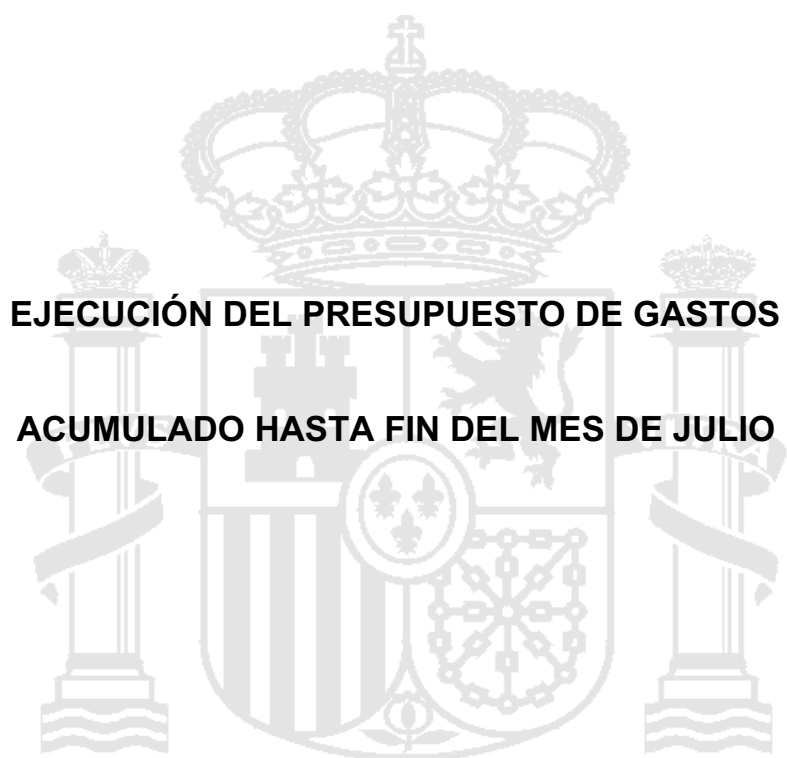 EJECUCIÓN DEL PRESUPUESTO DE GASTOS
ACUMULADO HASTA FIN DEL MES DE JULIO